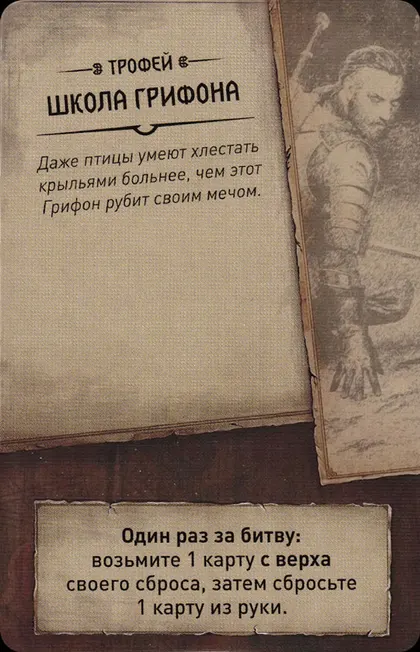 ТРОФЕЙ
ШКОЛА ГРИФОНА
Даже птицы умеют хлестать
крыльями больнее, чем этот
Грифон рубит своим мечом.
Один раз за битву:
возьмите 1 карту с верха
своего сброса, затем сбросьте
1 карту из руки.